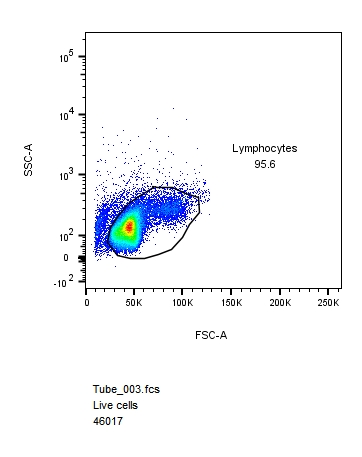 SSC-A
10^5
10^4
10^3
10^2
0
-10^2
Lymphocytes
95.6
0 50K 100K 150K 200K 250K
FSC-A
Tube_003.fcs
Live cells
46017